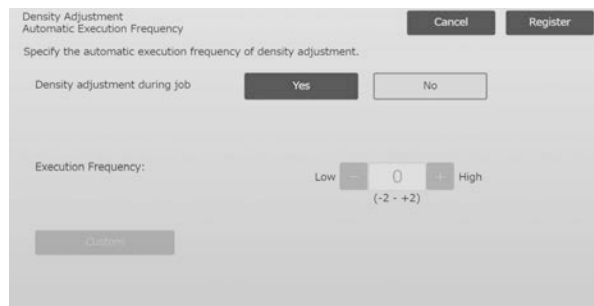 Density Adjustment
Automatic Execution Frequency
Cancel
Register
Specify the automatic execution frequency of density adjustment.
Density adjustment during job
Yes
No
Execution Frequency:
Low
-
0
+
High
(-2 - +2)
Custom